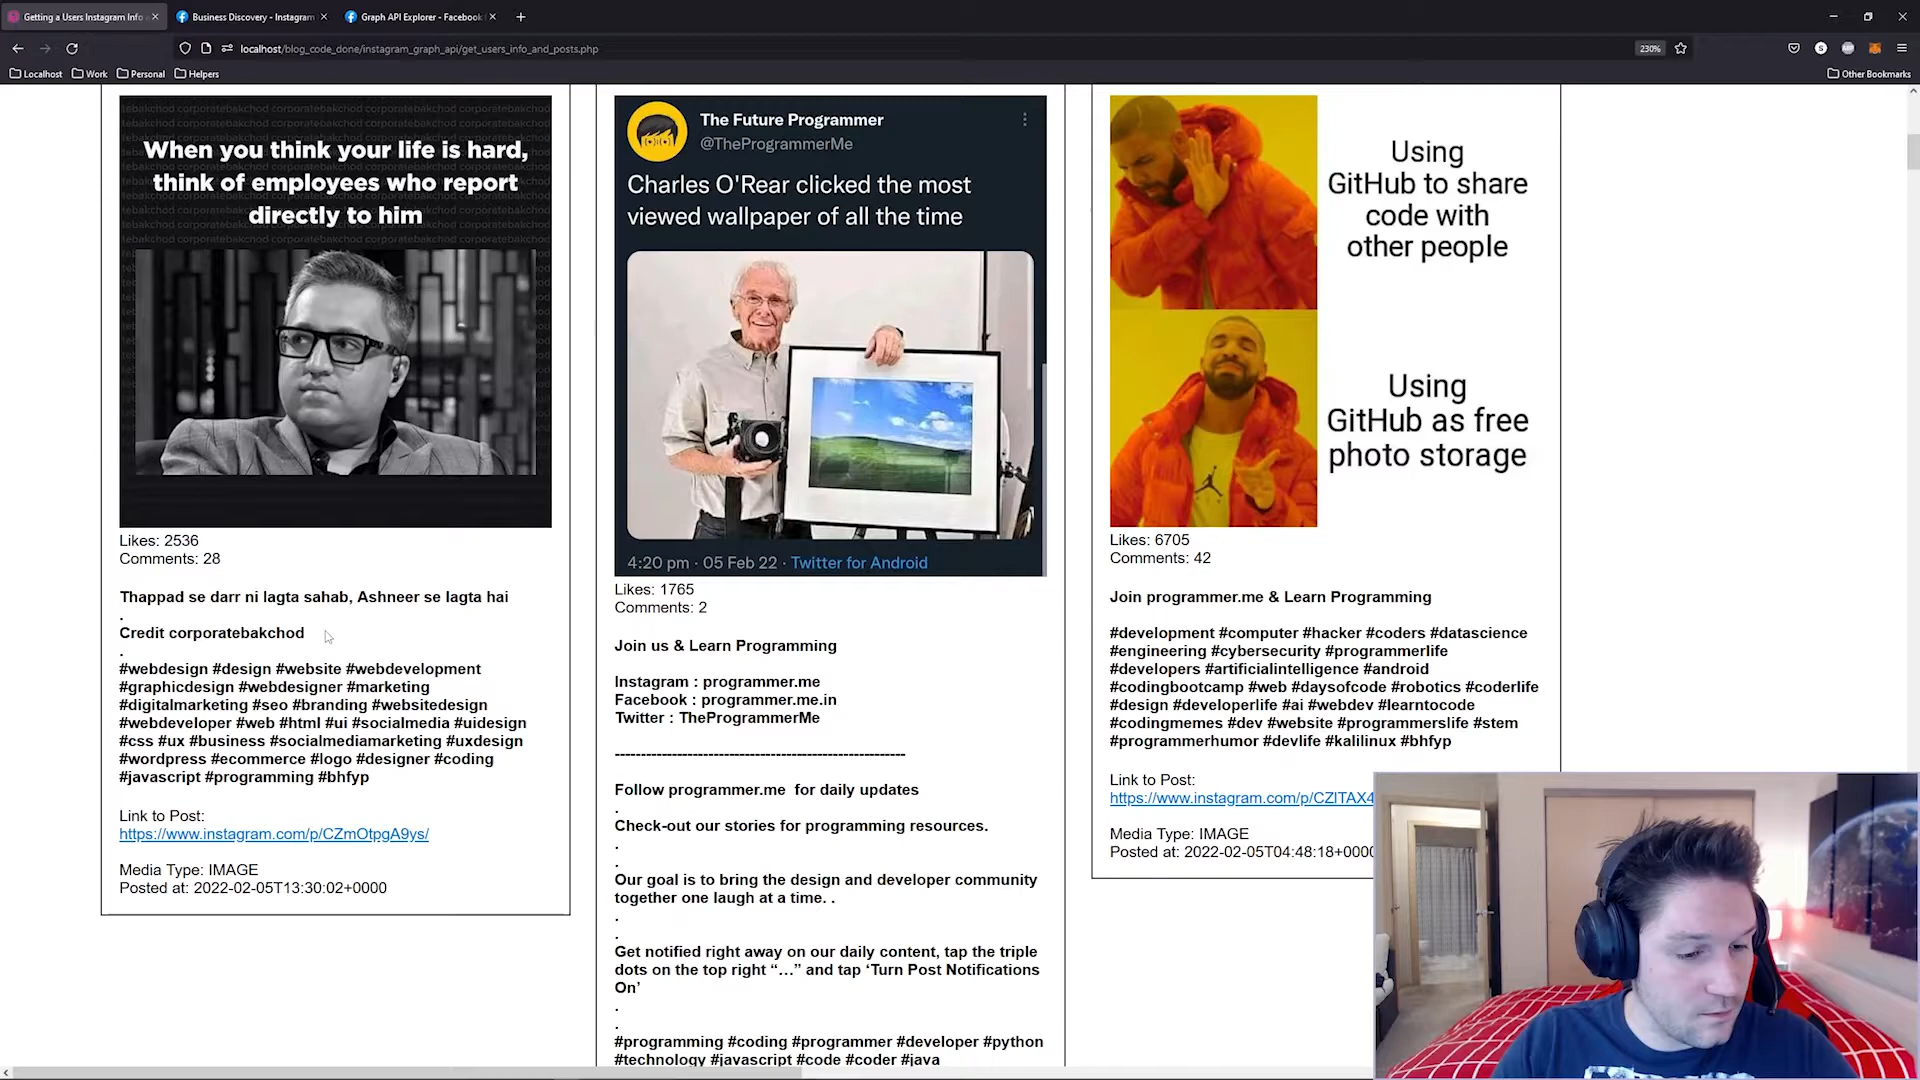 Getting a Users Instagram Info
Business Discovery - Instagram
Graph API Explorer - Facebook
localhost/blog_code_done/instagram_graph_api/get_users_info_and_posts.php
230%
Localhost
Work
Personal
Helpers
Other Bookmarks
When you think your life is hard,
think of employees who report
directly to him
Likes: 2536
Comments: 28
Thappad se darr ni lagta sahab, Ashneer se lagta hai
.
Credit corporatebakchod
.
#webdesign #design #website #webdevelopment
#graphicdesign #webdesigner #marketing
#digitalmarketing #seo #branding #websitedesign
#webdeveloper #web #html #ui #socialmedia #uidesign
#css #ux #business #socialmediamarketing #uxdesign
#wordpress #ecommerce #logo #designer #coding
#javascript #programming #bhfyp
Link to Post:
https://www.instagram.com/p/CZmOtpgA9ys/
Media Type: IMAGE
Posted at: 2022-02-05T13:30:02+0000
The Future Programmer
@TheProgrammerMe
Charles O'Rear clicked the most
viewed wallpaper of all the time
4:20 pm · 05 Feb 22 · Twitter for Android
Likes: 1765
Comments: 2
Join us & Learn Programming
Instagram : programmer.me
Facebook : programmer.me.in
Twitter : TheProgrammerMe
--------------------------------------------------------
Follow programmer.me for daily updates
.
Check-out our stories for programming resources.
.
.
Our goal is to bring the design and developer community
together one laugh at a time. .
.
.
Get notified right away on our daily content, tap the triple
dots on the top right “…” and tap ‘Turn Post Notifications
On’
.
.
#programming #coding #programmer #developer #python
#technology #javascript #code #coder #java
Using
GitHub to share
code with
other people
Using
GitHub as free
photo storage
Likes: 6705
Comments: 42
Join programmer.me & Learn Programming
#development #computer #hacker #coders #datascience
#engineering #cybersecurity #programmerlife
#developers #artificialintelligence #android
#codingbootcamp #web #daysofcode #robotics #coderlife
#design #developerlife #ai #webdev #learntocode
#codingmemes #dev #website #programmerslife #stem
#programmerhumor #devlife #kalilinux #bhfyp
Link to Post:
https://www.instagram.com/p/CZITAX4
Media Type: IMAGE
Posted at: 2022-02-05T04:48:18+0000